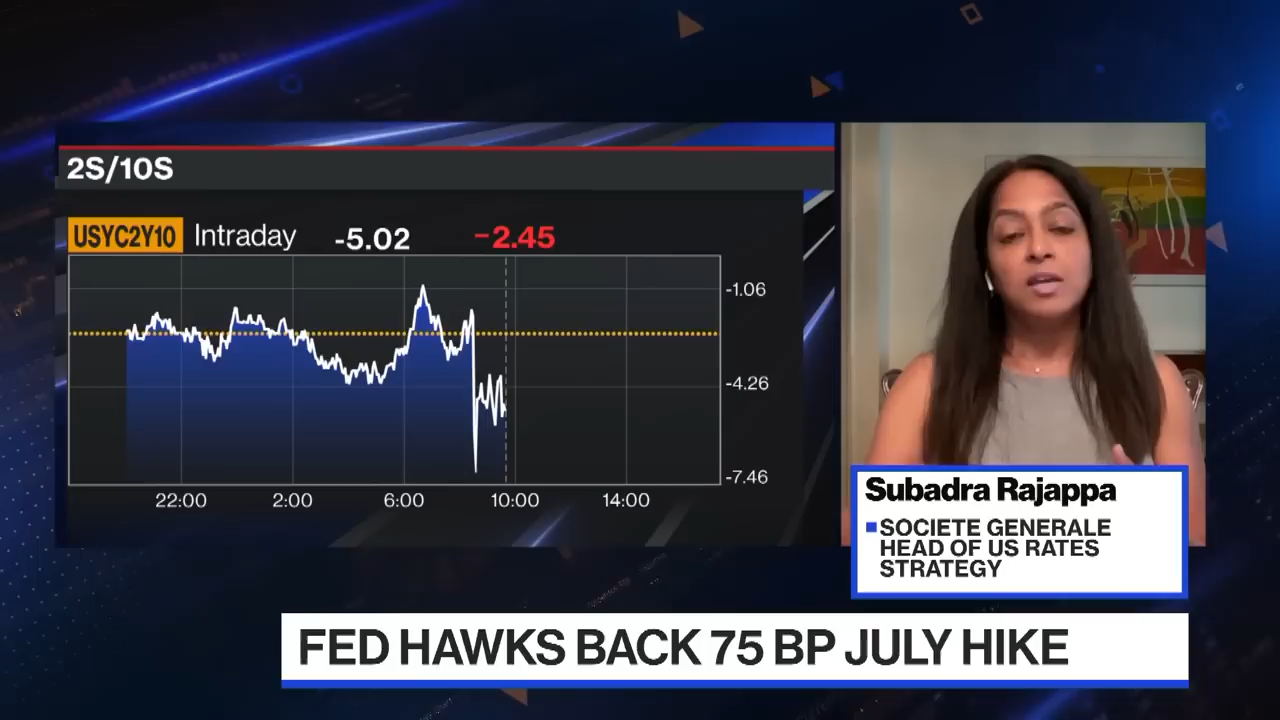 2S/10S
USYC2Y10 Intraday -5.02 -2.45
-1.06
-4.26
-7.46
22:00 2:00 6:00 10:00 14:00
Subadra Rajappa
SOCIETE GENERALE
HEAD OF US RATES
STRATEGY
FED HAWKS BACK 75 BP JULY HIKE